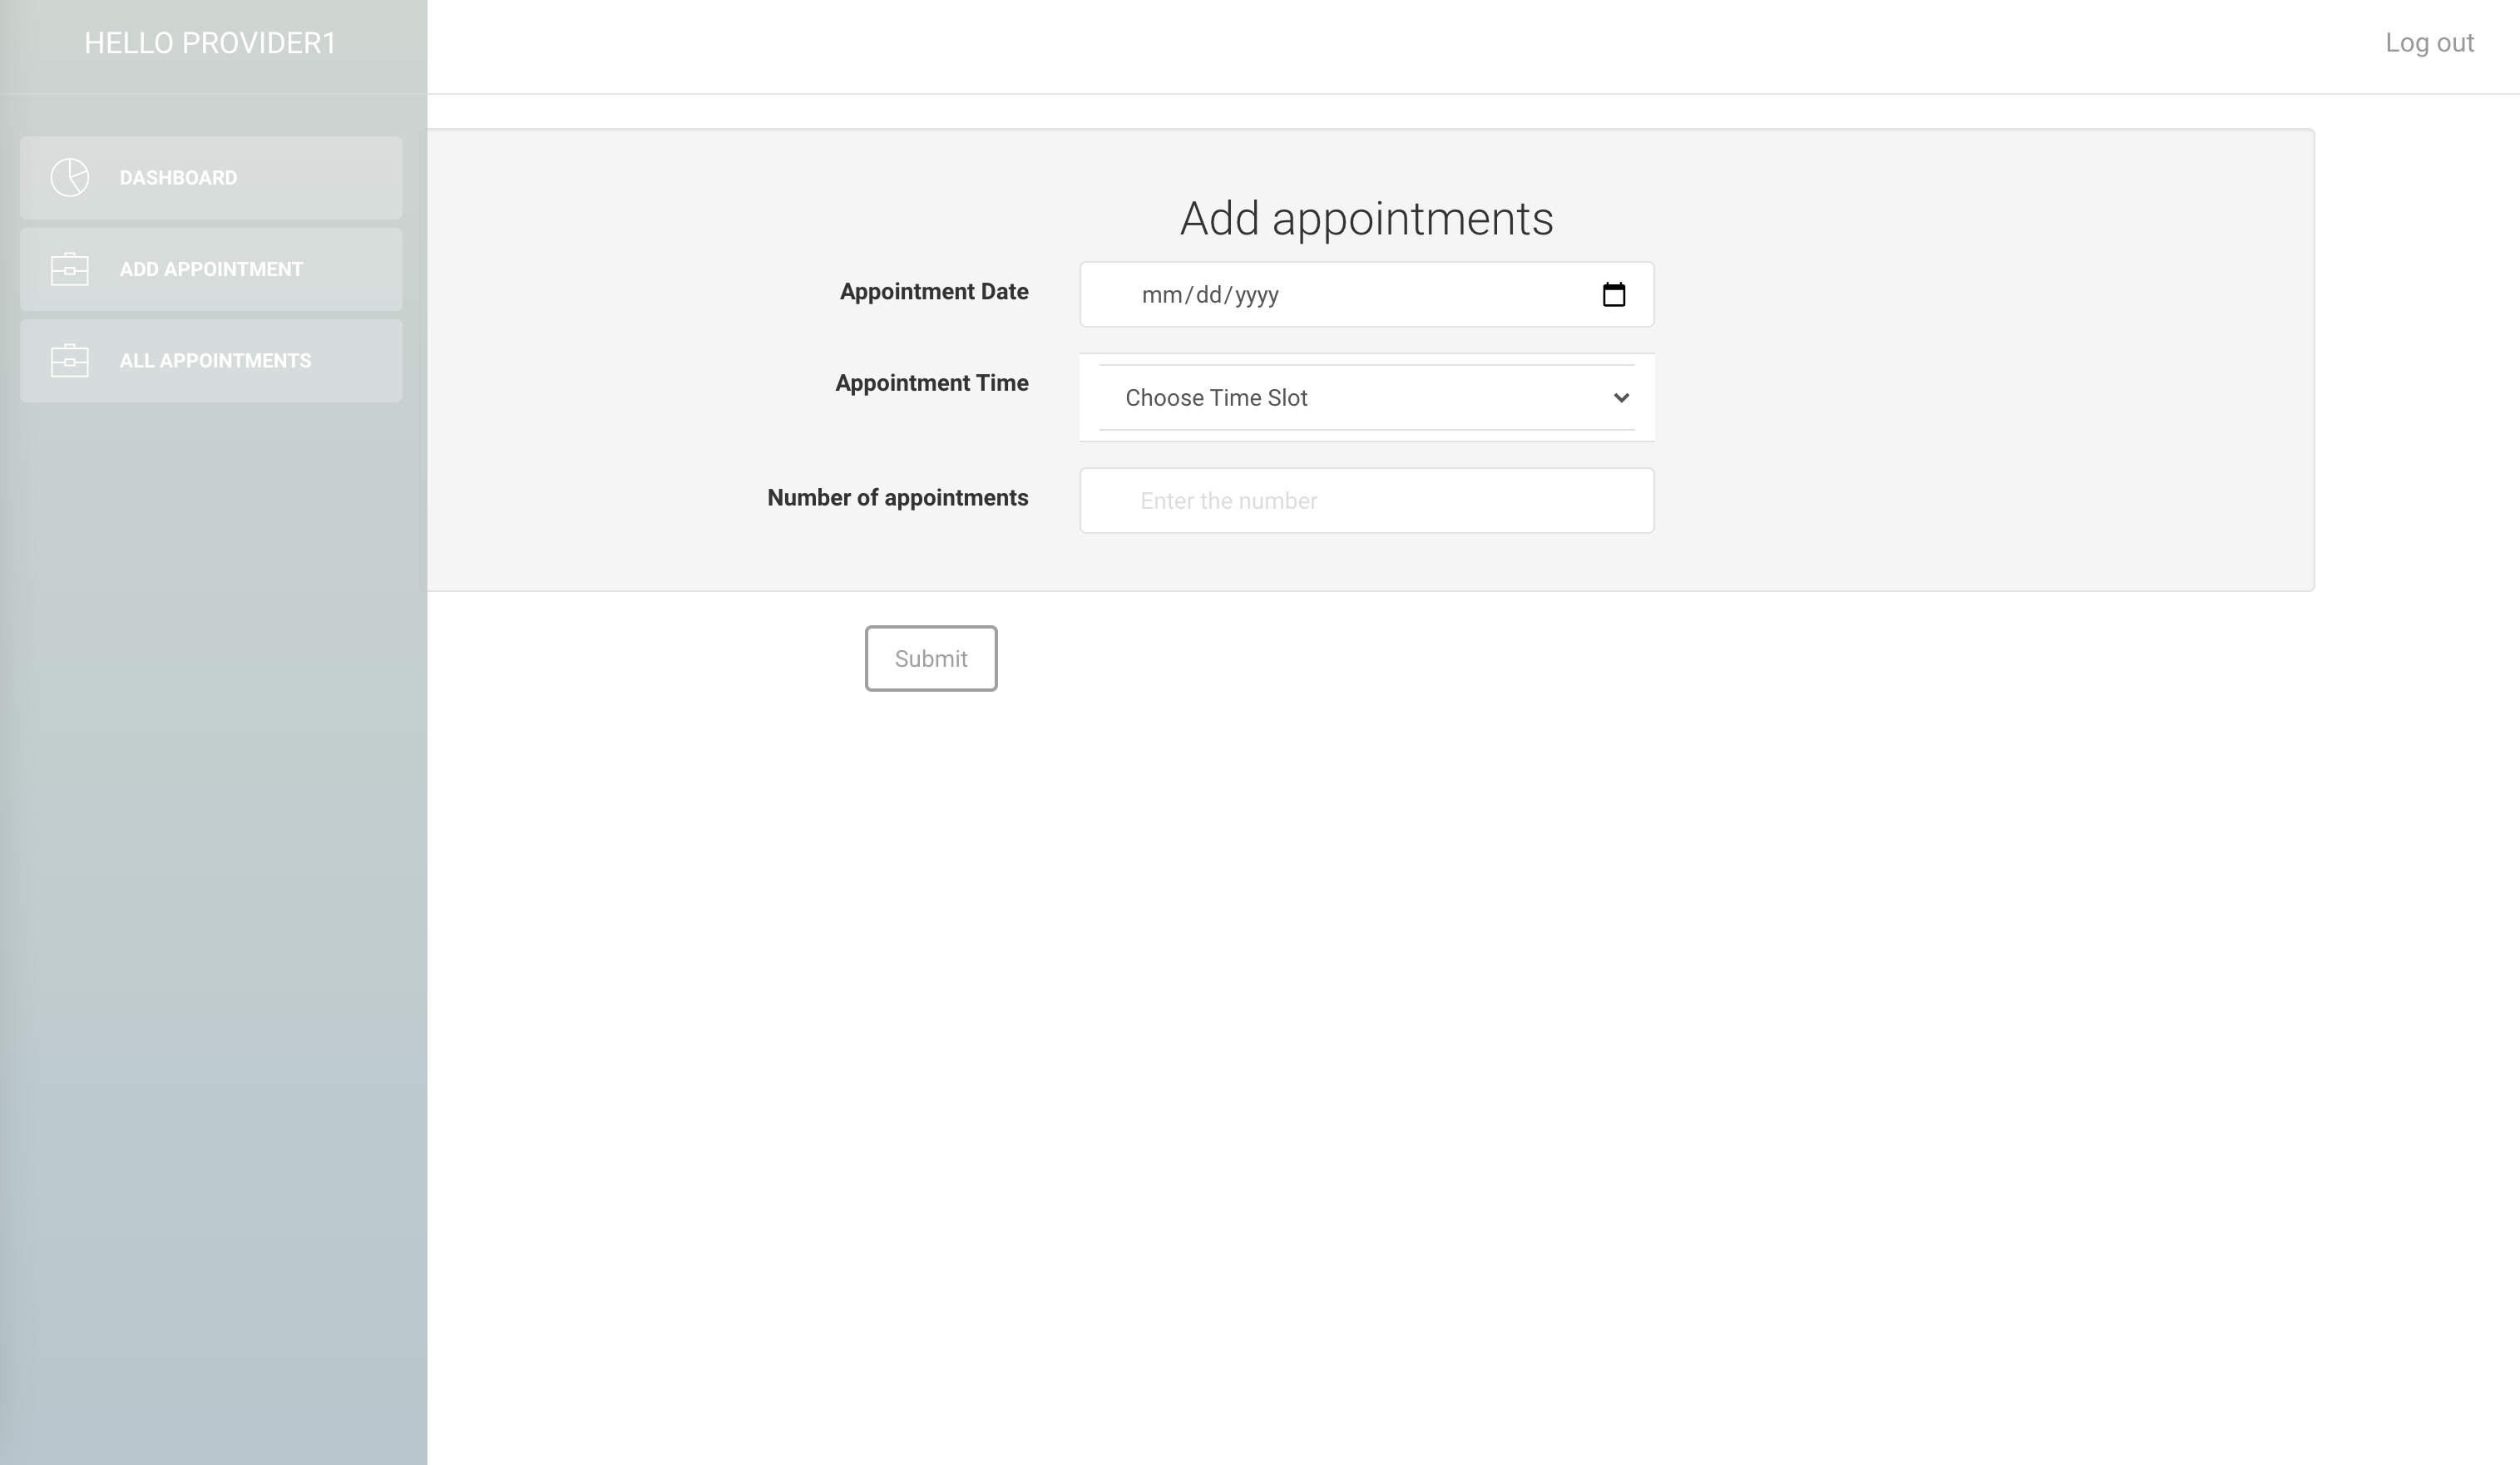 HELLO PROVIDER1
Log out
DASHBOARD
ADD APPOINTMENT
ALL APPOINTMENTS
Add appointments
Appointment Date
mm/dd/yyyy
Appointment Time
Choose Time Slot
Number of appointments
Enter the number
Submit